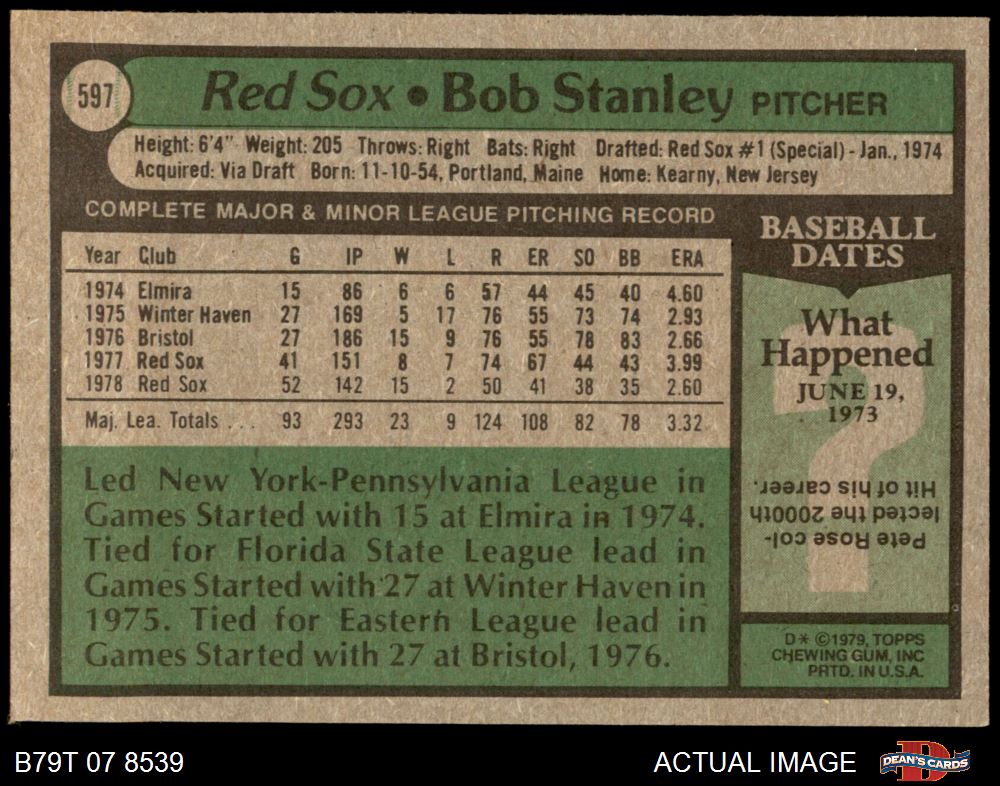 597
Red Sox • Bob Stanley PITCHER
Height: 6'4" Weight: 205 Throws: Right Bats: Right Drafted: Red Sox #1 (Special) - Jan., 1974
Acquired: Via Draft Born: 11-10-54, Portland, Maine Home: Kearny, New Jersey
COMPLETE MAJOR & MINOR LEAGUE PITCHING RECORD
Year Club G IP W L R ER SO BB ERA
1974 Elmira 15 86 6 6 57 44 45 40 4.60
1975 Winter Haven 27 169 5 17 76 55 73 74 2.93
1976 Bristol 27 186 15 9 76 55 78 83 2.66
1977 Red Sox 41 151 8 7 74 67 44 43 3.99
1978 Red Sox 52 142 15 2 50 41 38 35 2.60
Maj. Lea. Totals . . . 93 293 23 9 124 108 82 78 3.32
Led New York-Pennsylvania League in
Games Started with 15 at Elmira in 1974.
Tied for Florida State League lead in
Games Started with 27 at Winter Haven in
1975. Tied for Eastern League lead in
Games Started with 27 at Bristol, 1976.
BASEBALL
DATES
What
Happened
JUNE 19,
1973
?
Pete Rose col-
lected the 2000th
Hit of his career.
D* ©1979, TOPPS
CHEWING GUM, INC
PRTD. IN U.S.A.
B79T 07 8539
ACTUAL IMAGE
D
DEAN'S CARDS